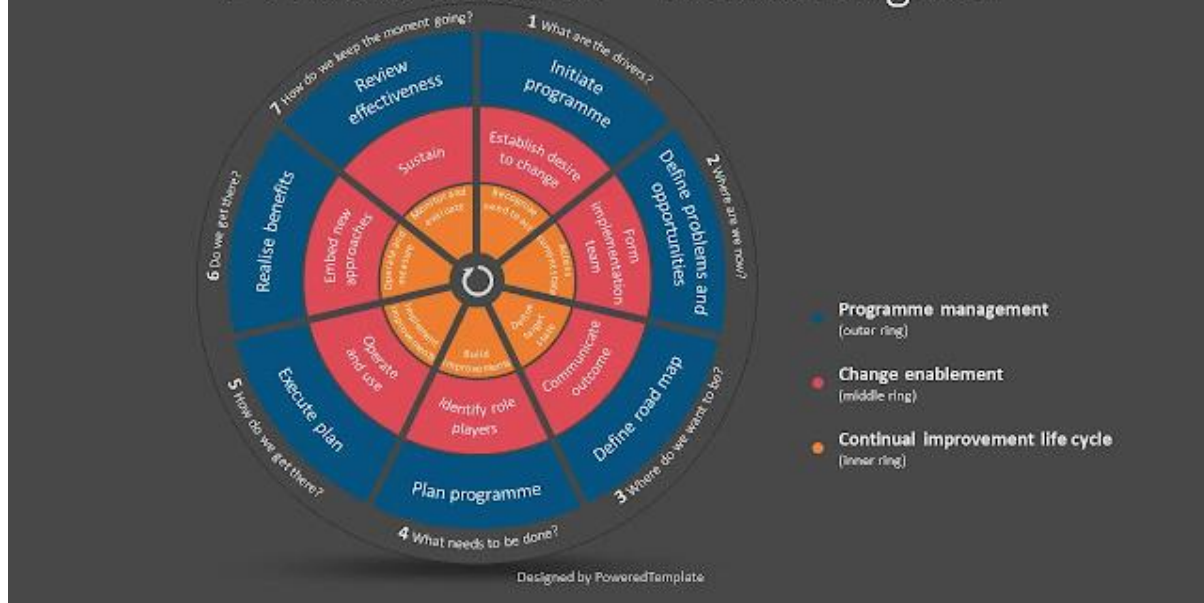 1 What are the drivers?
Initiate
programme
Establish desire
to change
Recognise
need to act
2 Where are we now?
Define problems and
opportunities
Form
implementation
team
3 Where do we want to be?
Define road map
Communicate
outcome
Define
target
state
4 What needs to be done?
Plan programme
Identify role
players
Build
improvements
5 How do we get there?
Execute plan
Operate
and use
Implement
improvements
6 Do we get there?
Realise benefits
Embed new
approaches
Operate and
measure
7 How do we keep the moment going?
Review
effectiveness
Sustain
Monitor and
evaluate
Programme management
(outer ring)
Change enablement
(middle ring)
Continual improvement life cycle
(inner ring)
Designed by PoweredTemplate